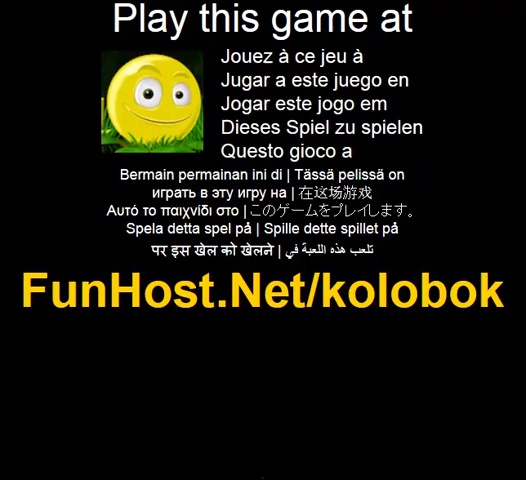 Play this game at
Jouez à ce jeu à
Jugar a este juego en
Jogar este jogo em
Dieses Spiel zu spielen
Questo gioco a
Bermain permainan ini di | Tässä pelissä on
играть в эту игру на | 在这场游戏
Αυτό το παιχνίδι στο | このゲームをプレイします。
Spela detta spel på | Spille dette spillet på
पर इस खेल को खेलने | تلعب هذه اللعبة في
FunHost.Net/kolobok